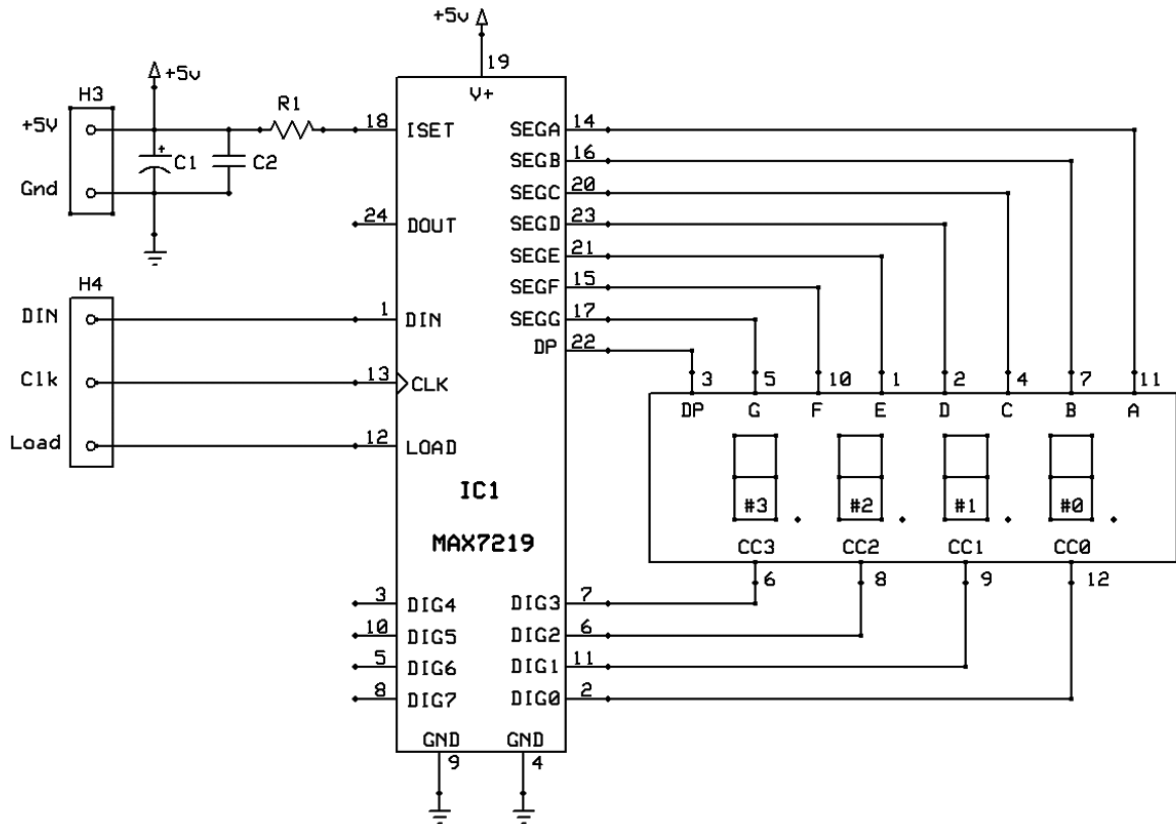 +5v
19
V+
+5v
H3
+5V
Gnd
+
C1
C2
R1
18
ISET
24
DOUT
H4
DIN
1
DIN
Clk
13
CLK
Load
12
LOAD
IC1
MAX7219
3
DIG4
10
DIG5
5
DIG6
8
DIG7
GND
9
GND
4
SEGA
14
SEGB
16
SEGC
20
SEGD
23
SEGE
21
SEGF
15
SEGG
17
DP
22
3 5 10 1 2 4 7 11
DP G F E D C B A
#3 #2 #1 #0
CC3 CC2 CC1 CC0
6 8 9 12
DIG3
7
DIG2
6
DIG1
11
DIG0
2